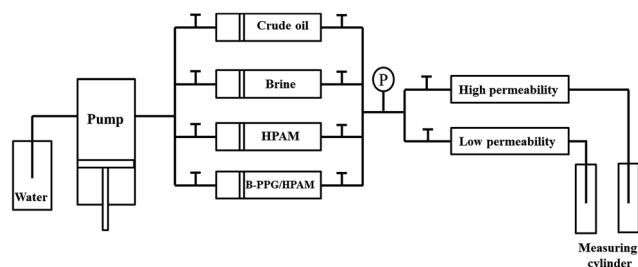 Crude oil
Brine
HPAM
B-PPG/HPAM
Pump
Water
P
High permeability
Low permeability
Measuring
cylinder